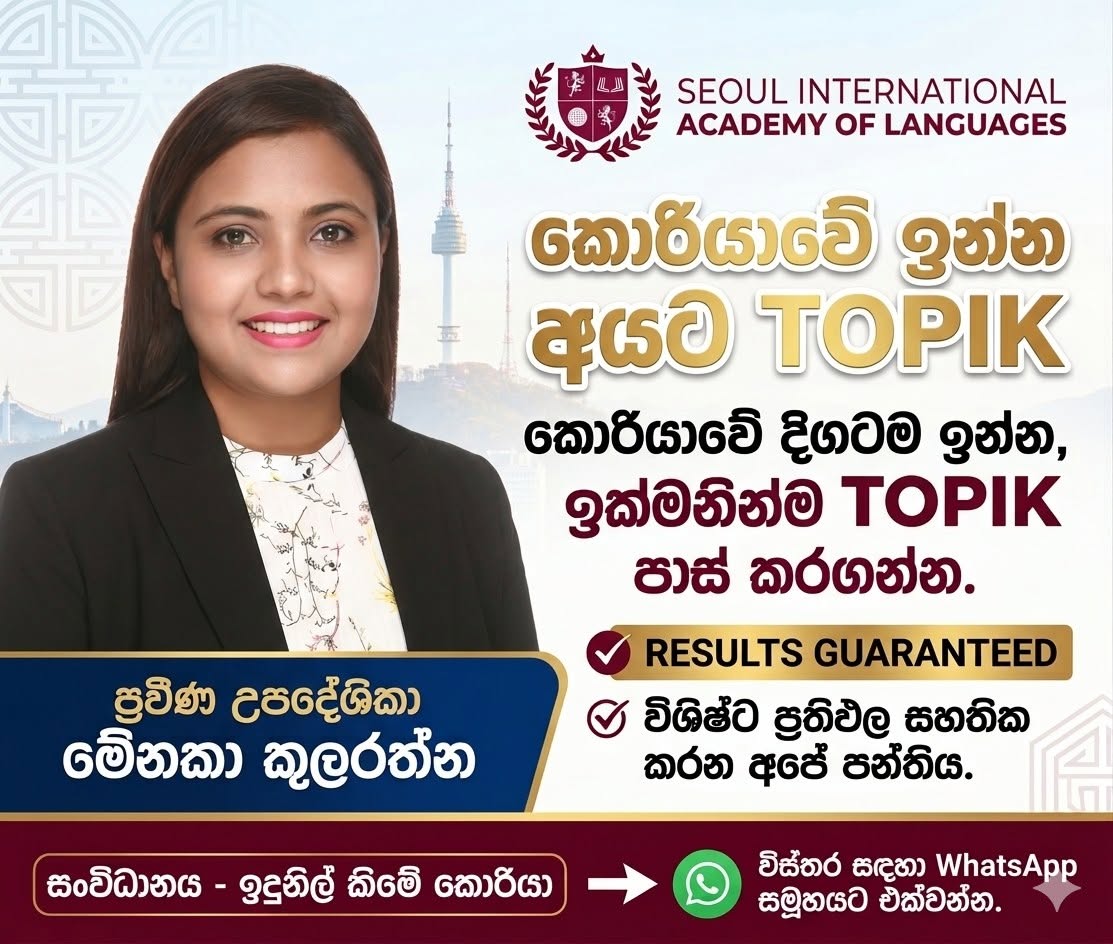 SEOUL INTERNATIONAL
ACADEMY OF LANGUAGES
කොරියාවේ ඉන්න
අයට TOPIK
කොරියාවේ දිගටම ඉන්න,
ඉක්මනින්ම TOPIK
පාස් කරගන්න.
RESULTS GUARANTEED
විශිෂ්ට ප්‍රතිඵල සහතික
කරන අපේ පන්තිය.
ප්‍රවීණ උපදේශිකා
මේනකා කුලරත්න
සංවිධානය - ඉදුනිල් කිමේ කොරියා
විස්තර සඳහා WhatsApp
සමූහයට එක්වන්න.